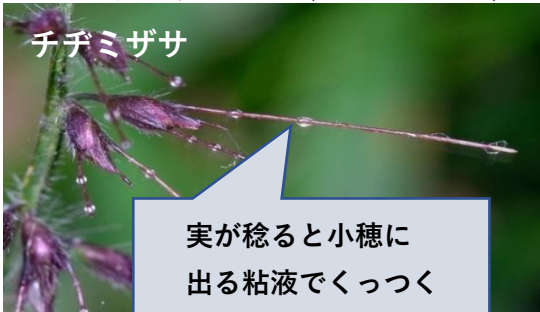 チヂミザサ
実が稔ると小穂に
出る粘液でくっつく